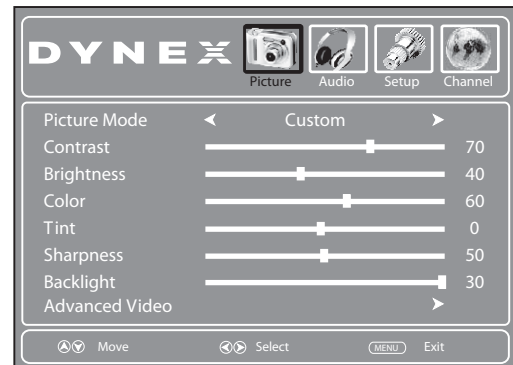 DYNEX
Picture Audio Setup Channel
Picture Mode Custom
Contrast 70
Brightness 40
Color 60
Tint 0
Sharpness 50
Backlight 30
Advanced Video
Move Select MENU Exit